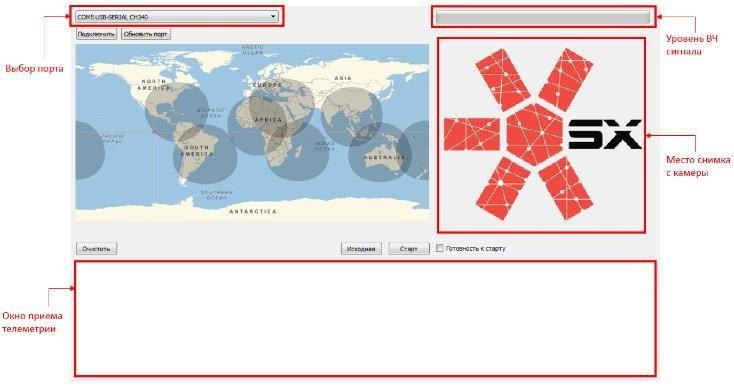 COM5 USB-SERIAL CH340
Подключить
Обновить порт
Выбор порта
Уровень ВЧ
сигнала
ARCTIC
OCEAN
NORTH
AMERICA
EUROPE
ASIA
ATLANTIC
OCEAN
PACIFIC
OCEAN
AFRICA
SOUTH
AMERICA
INDIAN
OCEAN
AUSTRALIA
SOUTHERN
OCEAN
ANTARCTICA
SX
Место снимка
с камеры
Очистить
Исходная
Старт
Готовность к старту
Окно приема
телеметрии